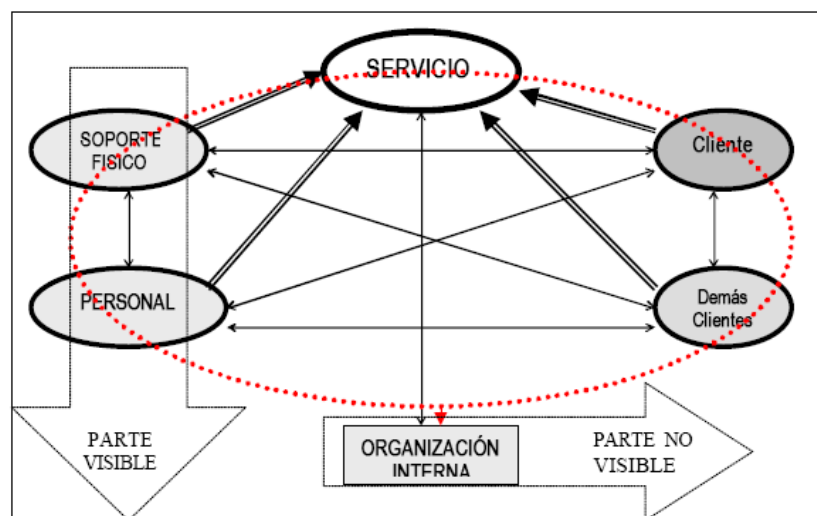 SERVICIO
SOPORTE
FISICO
Cliente
PERSONAL
Demás
Clientes
PARTE
VISIBLE
ORGANIZACIÓN
INTERNA
PARTE NO
VISIBLE